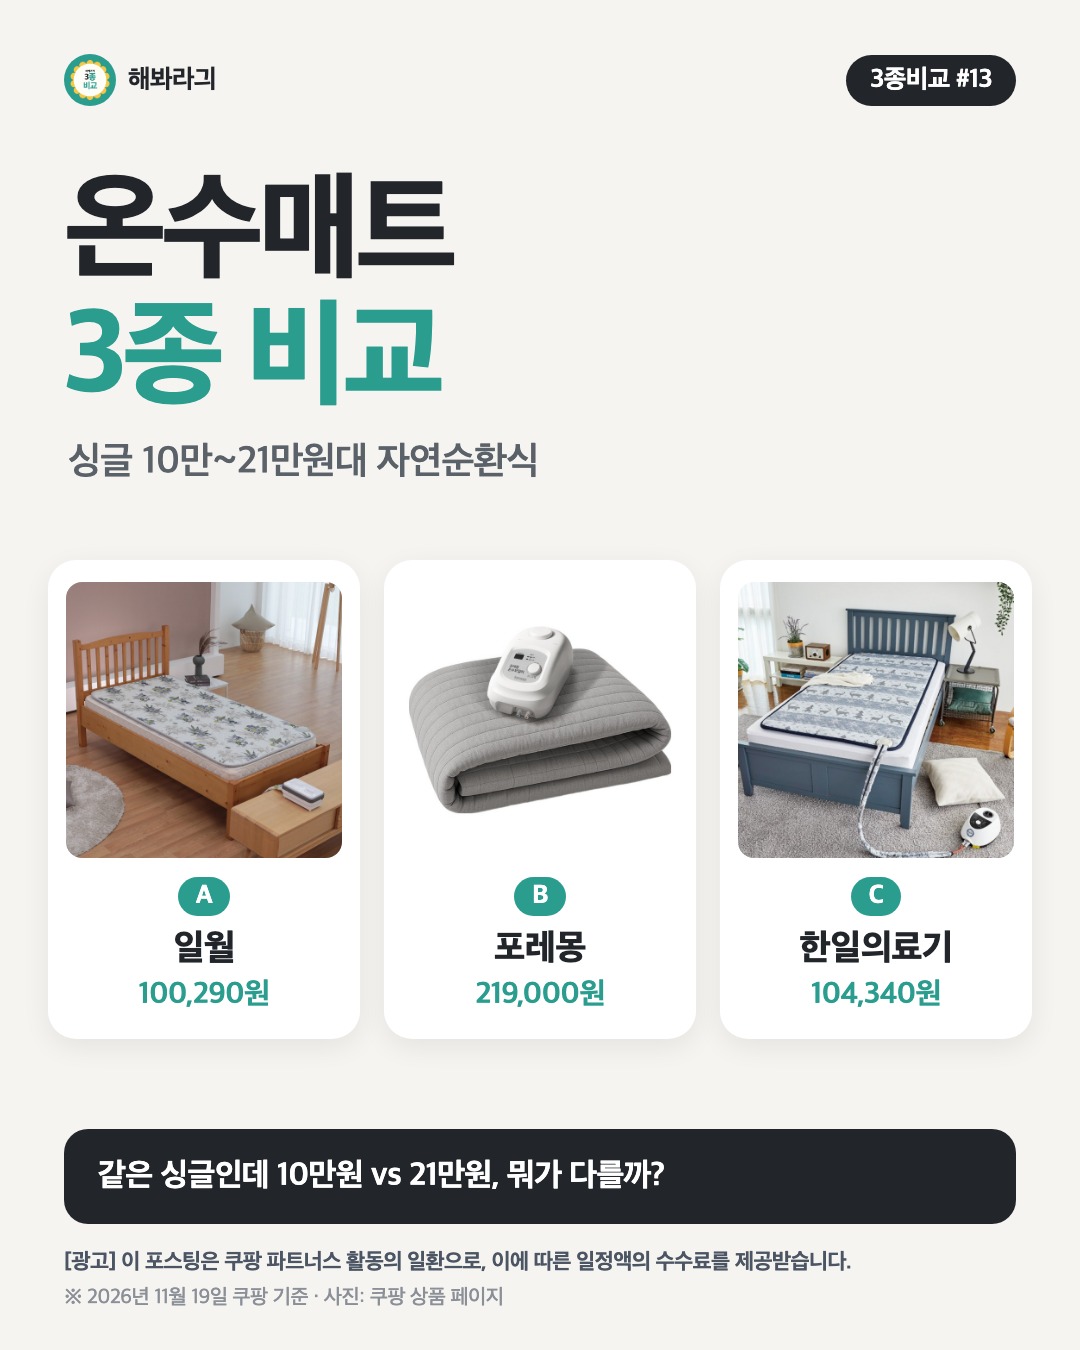 3종
비교
해봐라긔
3종비교 #13
온수매트
3종 비교
싱글 10만~21만원대 자연순환식
A
일월
100,290원
B
포레몽
219,000원
C
한일의료기
104,340원
같은 싱글인데 10만원 vs 21만원, 뭐가 다를까?
[광고] 이 포스팅은 쿠팡 파트너스 활동의 일환으로, 이에 따른 일정액의 수수료를 제공받습니다.
※ 2026년 11월 19일 쿠팡 기준 · 사진: 쿠팡 상품 페이지